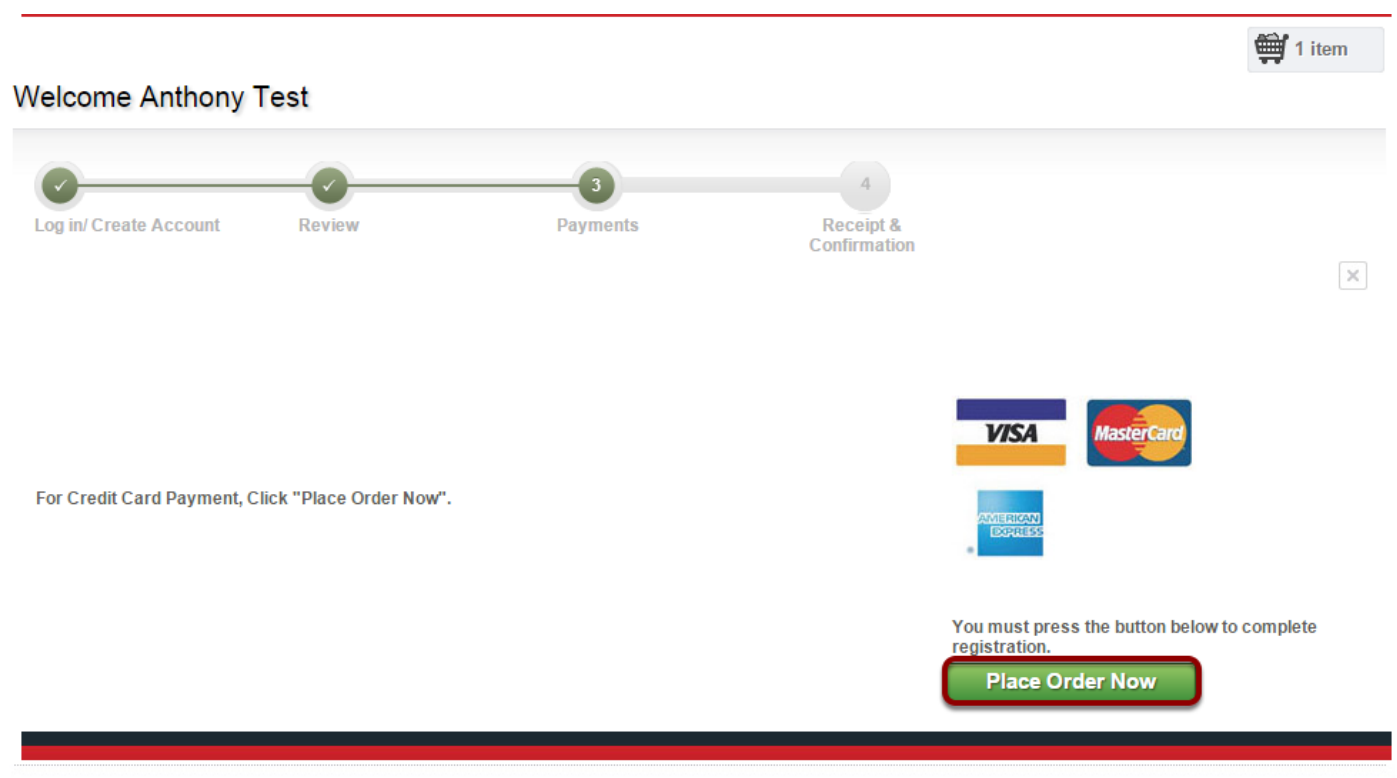 1 item
Welcome Anthony Test
3
4
Log in/ Create Account
Review
Payments
Receipt &
Confirmation
VISA
MasterCard
For Credit Card Payment, Click "Place Order Now".
AMERICAN
EXPRESS
You must press the button below to complete
registration.
Place Order Now